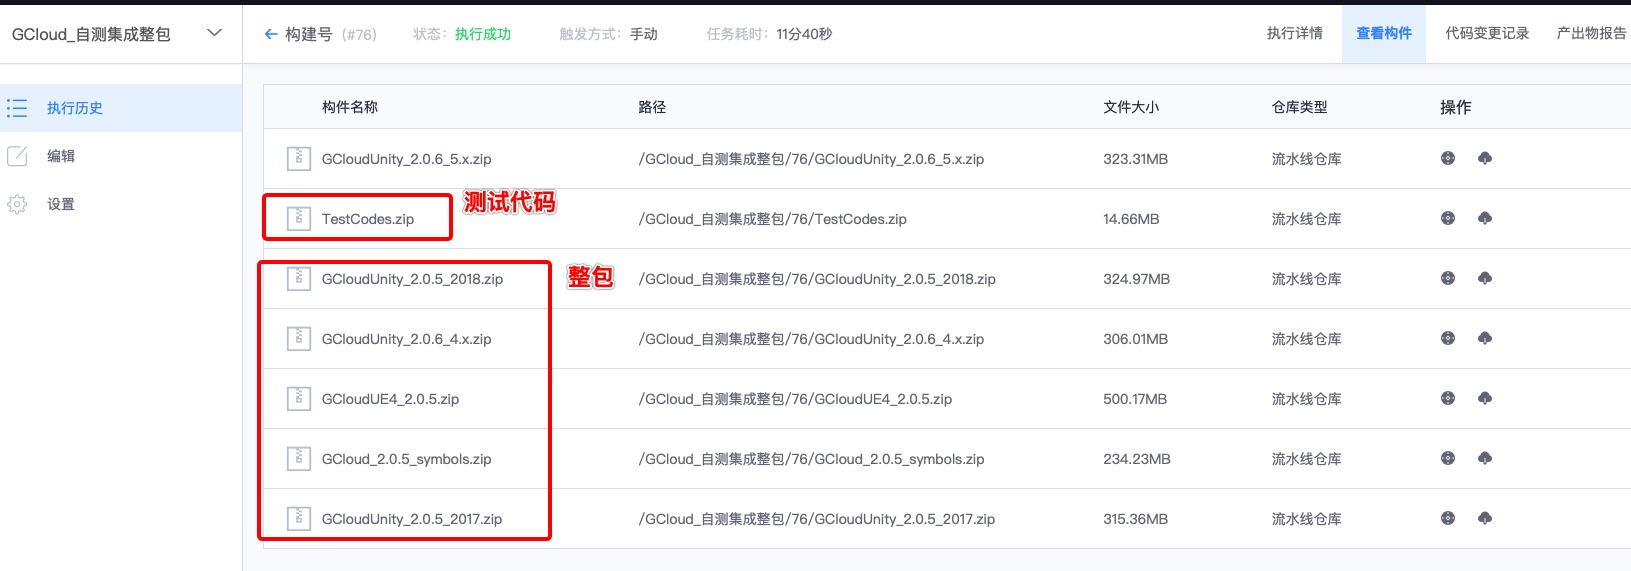 GCloud_自测集成整包
构建号 (#76) 状态：执行成功 触发方式：手动 任务耗时：11分40秒 执行详情 查看构件 代码变更记录 产出物报告
执行历史
编辑
设置
构件名称 路径 文件大小 仓库类型 操作
GCloudUnity_2.0.6_5.x.zip /GCloud_自测集成整包/76/GCloudUnity_2.0.6_5.x.zip 323.31MB 流水线仓库
测试代码
TestCodes.zip /GCloud_自测集成整包/76/TestCodes.zip 14.66MB 流水线仓库
整包
GCloudUnity_2.0.5_2018.zip /GCloud_自测集成整包/76/GCloudUnity_2.0.5_2018.zip 324.97MB 流水线仓库
GCloudUnity_2.0.6_4.x.zip /GCloud_自测集成整包/76/GCloudUnity_2.0.6_4.x.zip 306.01MB 流水线仓库
GCloudUE4_2.0.5.zip /GCloud_自测集成整包/76/GCloudUE4_2.0.5.zip 500.17MB 流水线仓库
GCloud_2.0.5_symbols.zip /GCloud_自测集成整包/76/GCloud_2.0.5_symbols.zip 234.23MB 流水线仓库
GCloudUnity_2.0.5_2017.zip /GCloud_自测集成整包/76/GCloudUnity_2.0.5_2017.zip 315.36MB 流水线仓库